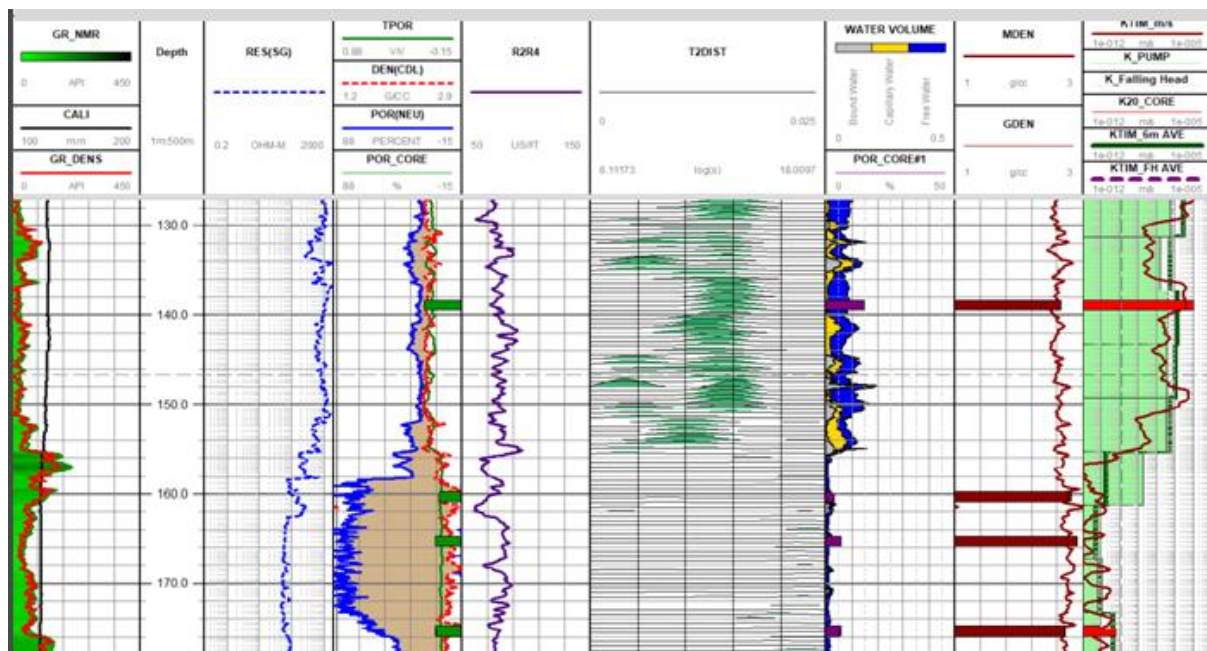 GR_NMR
0 API 450
CALI
100 mm 200
GR_DENS
0 API 450
Depth
1m:500m
RES(SG)
0.2 OHM-M 2000
TPOR
0.88 V/V -0.15
DEN(CDL)
1.2 G/CC 2.9
POR(NEU)
88 PERCENT -15
POR_CORE
88 % -15
R2R4
50 US/FT 150
T2DIST
0 0.025
log(s)
WATER VOLUME
Bound Water
Capillary Water
Free Water
0 0.5
POR_CORE#1
0 % 50
MDEN
1 g/cc 3
GDEN
1 g/cc 3
KTIM_m/s
1e-012 m/s 1e-005
K_PUMP
K_Falling Head
K20_CORE
1e-012 m/s 1e-005
KTIM_6m AVE
1e-012 m/s 1e-005
KTIM_FH AVE
1e-012 m/s 1e-005
130.0
140.0
150.0
160.0
170.0